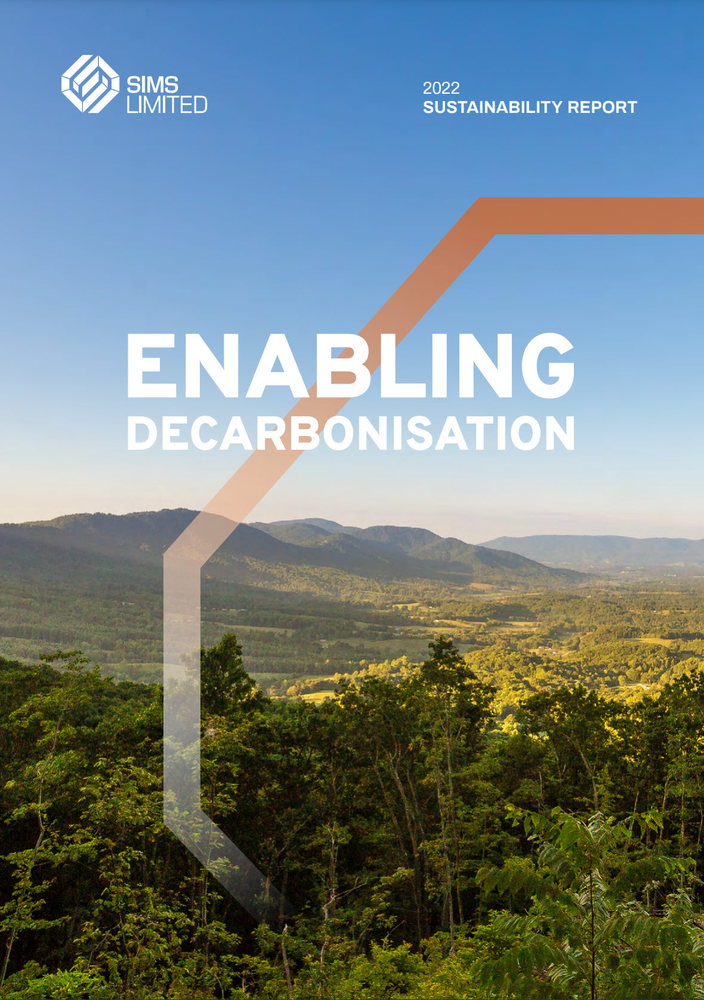 SIMS
LIMITED
2022
SUSTAINABILITY REPORT
ENABLING
DECARBONISATION